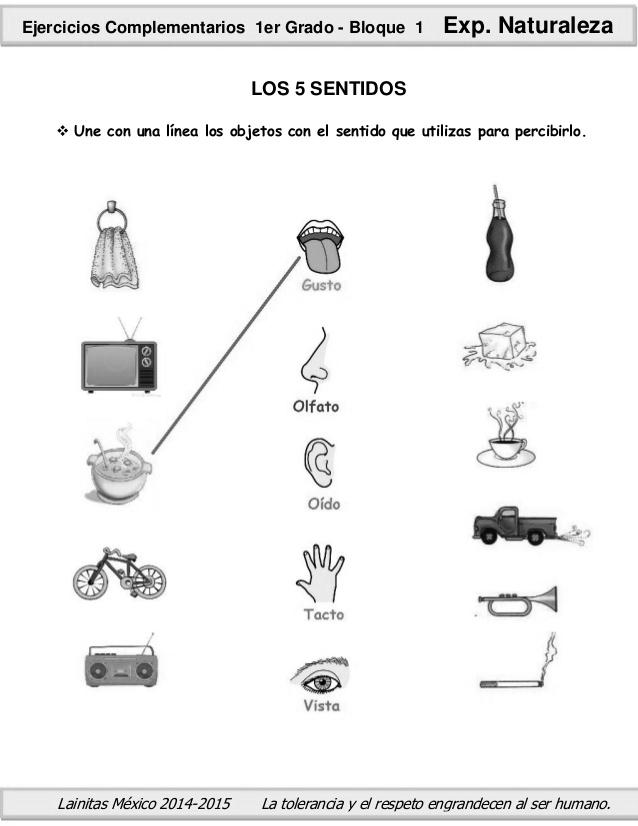 Ejercicios Complementarios 1er Grado - Bloque 1 Exp. Naturaleza
LOS 5 SENTIDOS
❖ Une con una línea los objetos con el sentido que utilizas para percibirlo.
Gusto
Olfato
Oído
Tacto
Vista
Lainitas México 2014-2015 La tolerancia y el respeto engrandecen al ser humano.